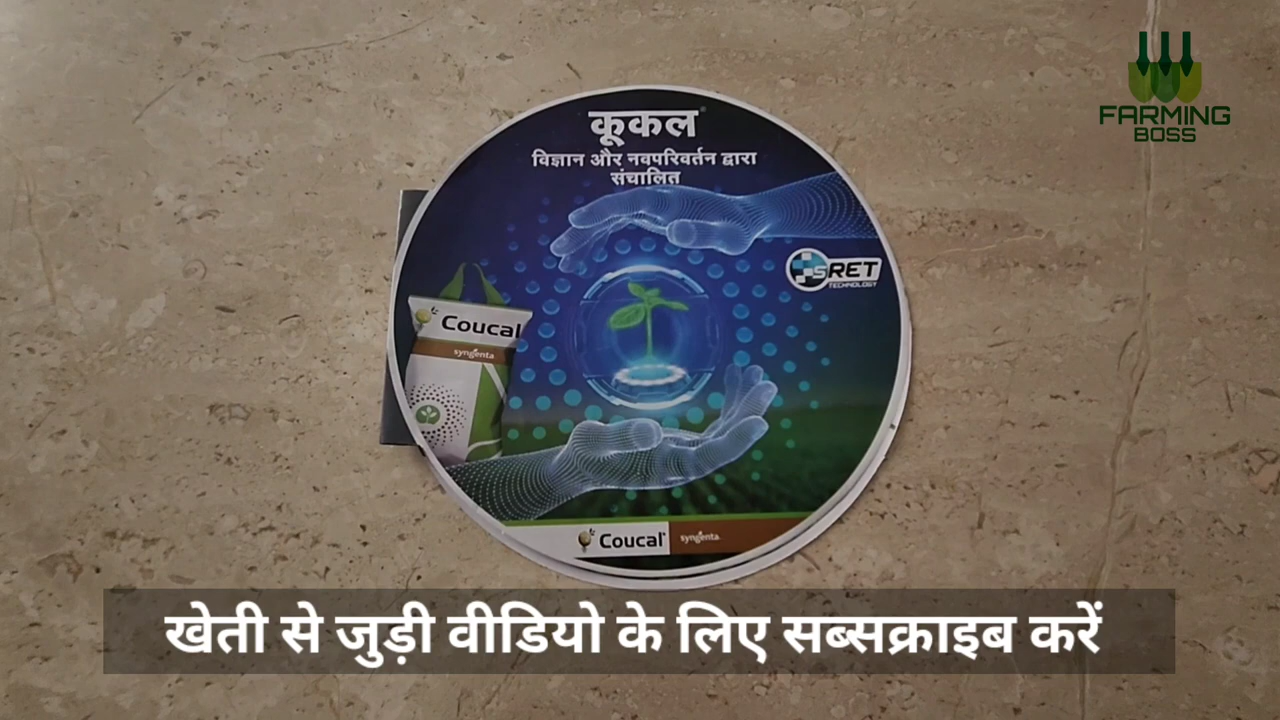 FARMING
BOSS
कूकल
विज्ञान और नवपरिवर्तन द्वारा
संचालित
sRET
TECHNOLOGY
Coucal
syngenta
Coucal®
syngenta
खेती से जुड़ी वीडियो के लिए सब्सक्राइब करें